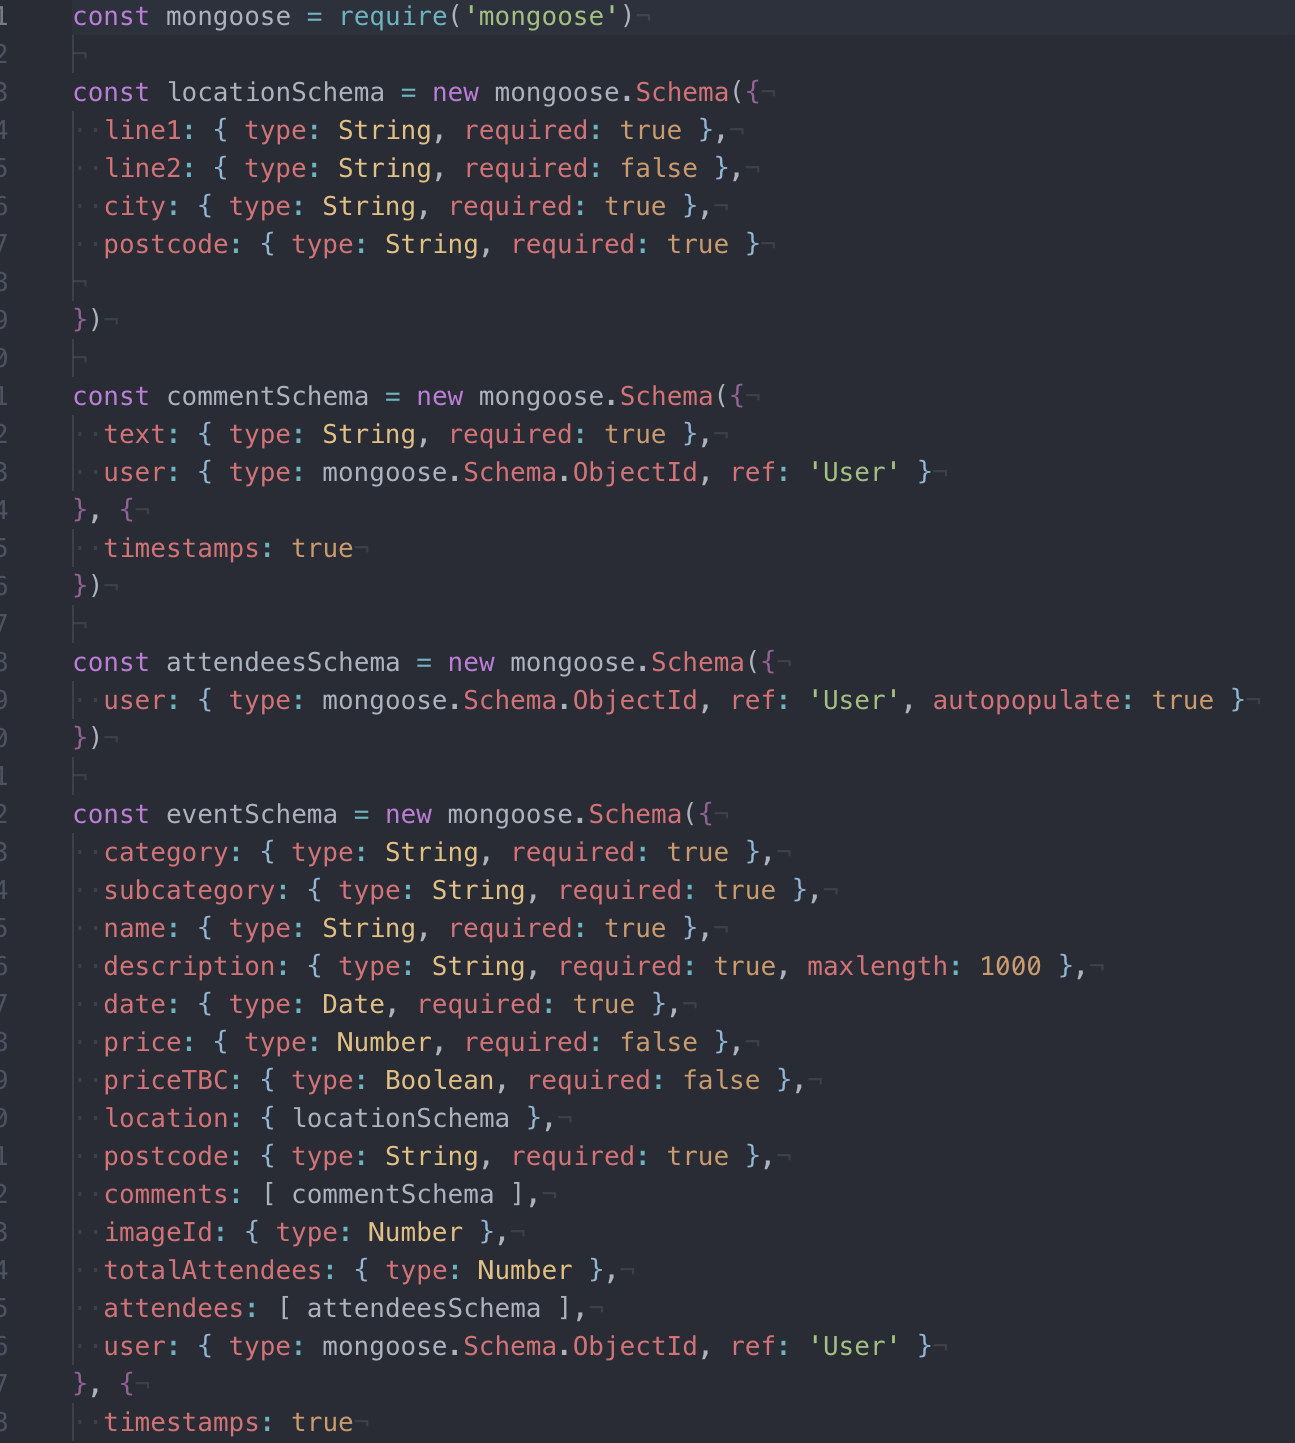 1 const mongoose = require('mongoose')¬
2 ¬
3 const locationSchema = new mongoose.Schema({¬
4 ··line1: { type: String, required: true },¬
5 ··line2: { type: String, required: false },¬
6 ··city: { type: String, required: true },¬
7 ··postcode: { type: String, required: true }¬
8 ¬
9 })¬
0 ¬
1 const commentSchema = new mongoose.Schema({¬
2 ··text: { type: String, required: true },¬
3 ··user: { type: mongoose.Schema.ObjectId, ref: 'User' }¬
4 }, {¬
5 ··timestamps: true¬
6 })¬
7 ¬
8 const attendeesSchema = new mongoose.Schema({¬
9 ··user: { type: mongoose.Schema.ObjectId, ref: 'User', autopopulate: true }¬
0 })¬
1 ¬
2 const eventSchema = new mongoose.Schema({¬
3 ··category: { type: String, required: true },¬
4 ··subcategory: { type: String, required: true },¬
5 ··name: { type: String, required: true },¬
6 ··description: { type: String, required: true, maxlength: 1000 },¬
7 ··date: { type: Date, required: true },¬
8 ··price: { type: Number, required: false },¬
9 ··priceTBC: { type: Boolean, required: false },¬
0 ··location: { locationSchema },¬
1 ··postcode: { type: String, required: true },¬
2 ··comments: [ commentSchema ],¬
3 ··imageId: { type: Number },¬
4 ··totalAttendees: { type: Number },¬
5 ··attendees: [ attendeesSchema ],¬
6 ··user: { type: mongoose.Schema.ObjectId, ref: 'User' }¬
7 }, {¬
8 ··timestamps: true¬